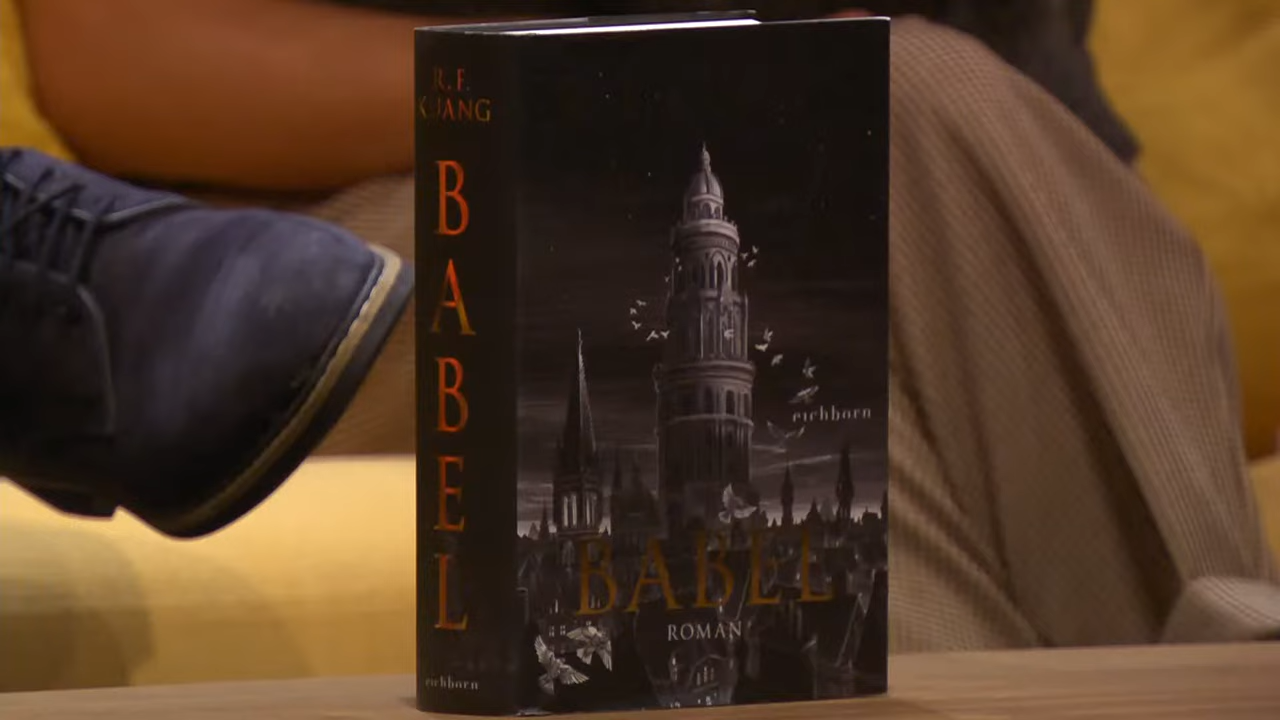 R. F.
KUANG
BABEL
eichborn
eichborn
BABEL
ROMAN